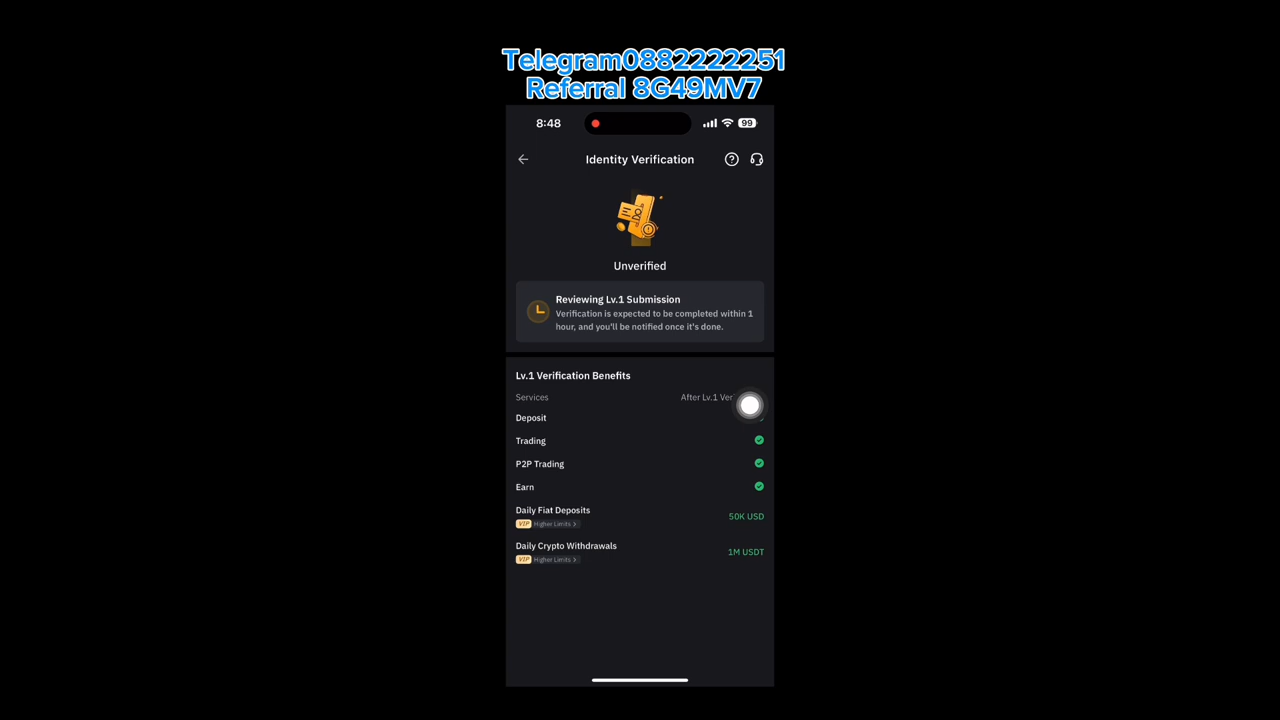 Telegram0882222251
Referral 8G49MV7
8:48
99
Identity Verification
Unverified
Reviewing Lv.1 Submission
Verification is expected to be completed within 1
hour, and you'll be notified once it's done.
Lv.1 Verification Benefits
Services After Lv.1 Ver
Deposit
Trading
P2P Trading
Earn
Daily Fiat Deposits
VIP Higher Limits >
50K USD
Daily Crypto Withdrawals
VIP Higher Limits >
1M USDT